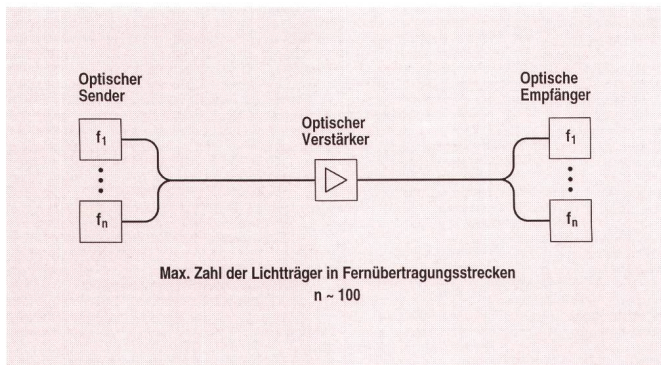 Optischer
Sender
Optische
Empfänger
Optischer
Verstärker
f1
f1
fn
fn
Max. Zahl der Lichtträger in Fernübertragungsstrecken
n ~ 100